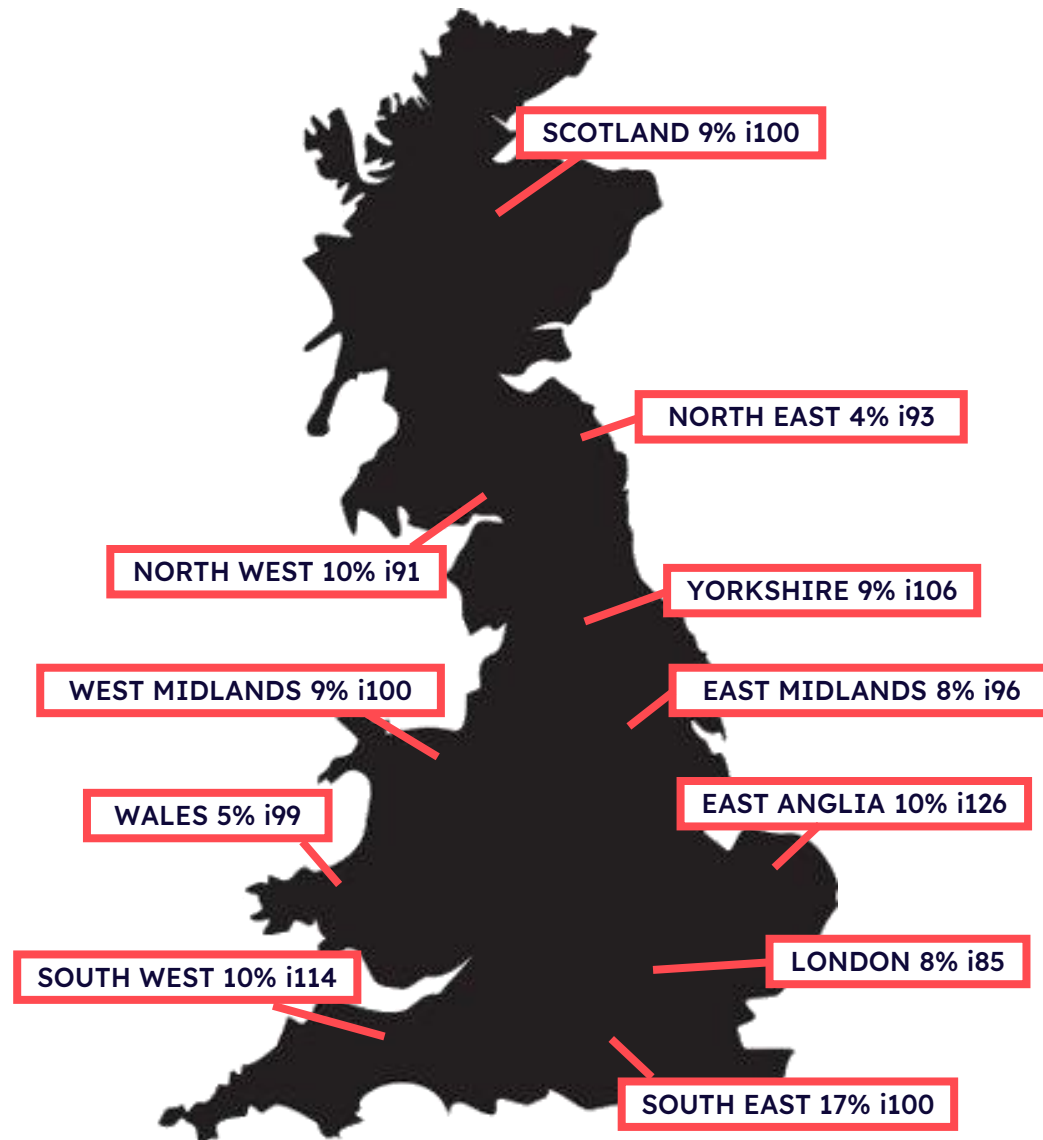 SCOTLAND 9% i100
NORTH EAST 4% i93
NORTH WEST 10% i91
YORKSHIRE 9% i106
WEST MIDLANDS 9% i100
EAST MIDLANDS 8% i96
EAST ANGLIA 10% i126
WALES 5% i99
LONDON 8% i85
SOUTH WEST 10% i114
SOUTH EAST 17% i100